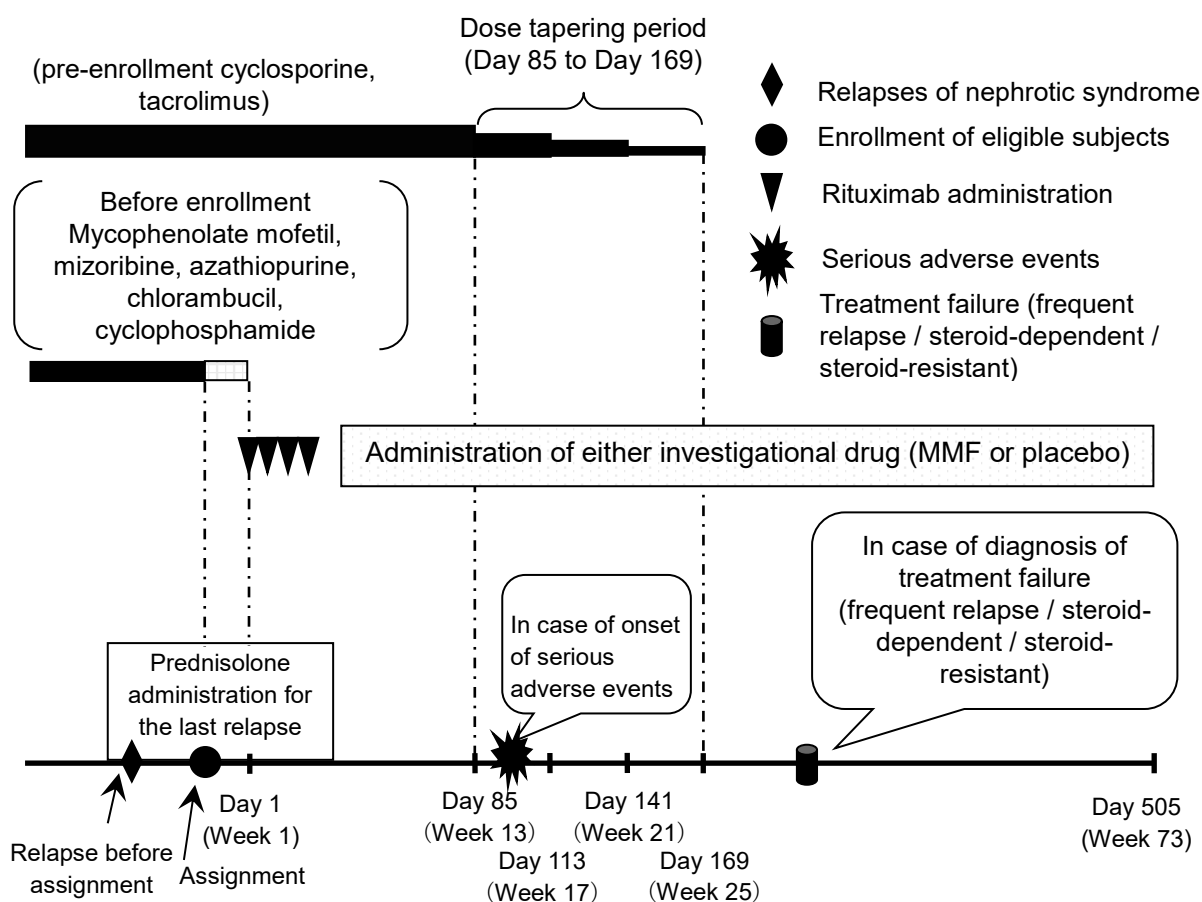 Dose tapering period
(Day 85 to Day 169)
(pre-enrollment cyclosporine,
tacrolimus)
Relapses of nephrotic syndrome
Enrollment of eligible subjects
Rituximab administration
Serious adverse events
Treatment failure (frequent
relapse / steroid-dependent /
steroid-resistant)
Before enrollment
Mycophenolate mofetil,
mizoribine, azathiopurine,
chlorambucil,
cyclophosphamide
Administration of either investigational drug (MMF or placebo)
In case of diagnosis of
treatment failure
(frequent relapse / steroid-
dependent / steroid-
resistant)
In case of onset
of serious
adverse events
Prednisolone
administration for
the last relapse
Relapse before
assignment
Assignment
Day 1
(Week 1)
Day 85
(Week 13)
Day 113
(Week 17)
Day 141
(Week 21)
Day 169
(Week 25)
Day 505
(Week 73)